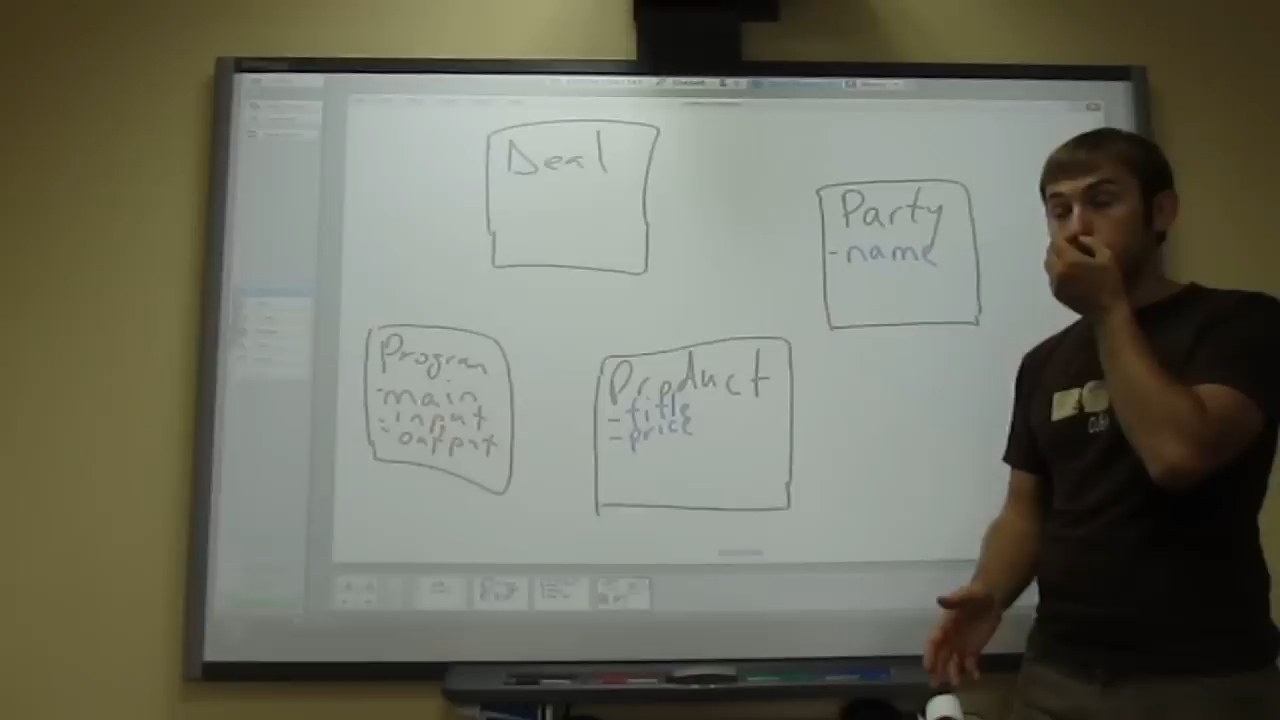 Deal
Party
-name
Program
-main
-input
-output
Product
-title
-price